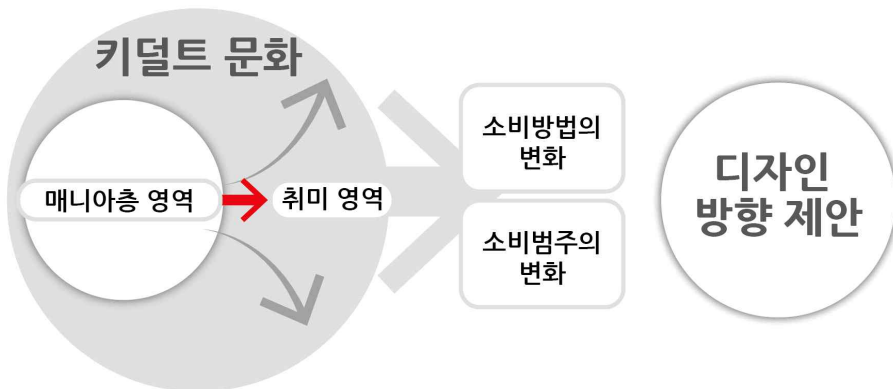 키덜트 문화
매니아층 영역
취미 영역
소비방법의
변화
소비범주의
변화
디자인
방향 제안